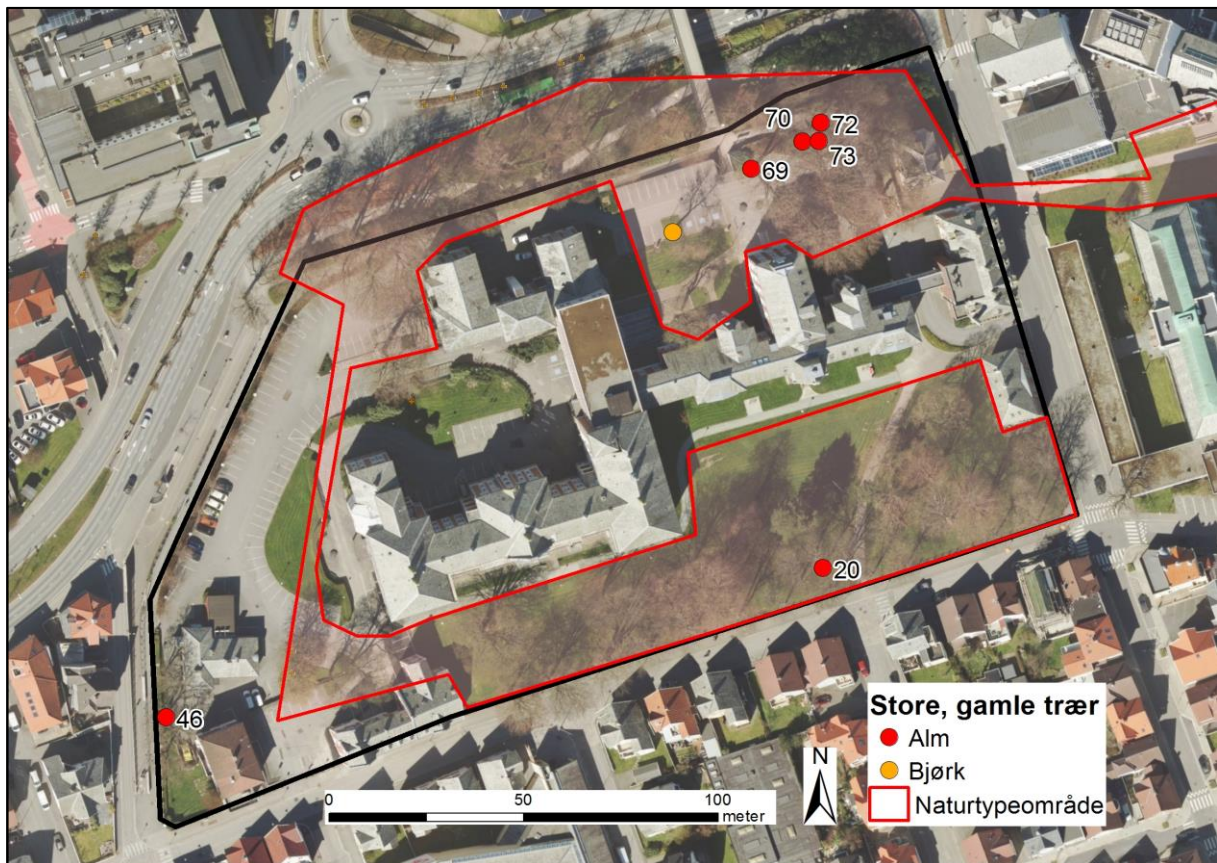 70
72
73
69
20
46
Store, gamle trær
Alm
Bjørk
Naturtypeområde
N
0 50 100
meter